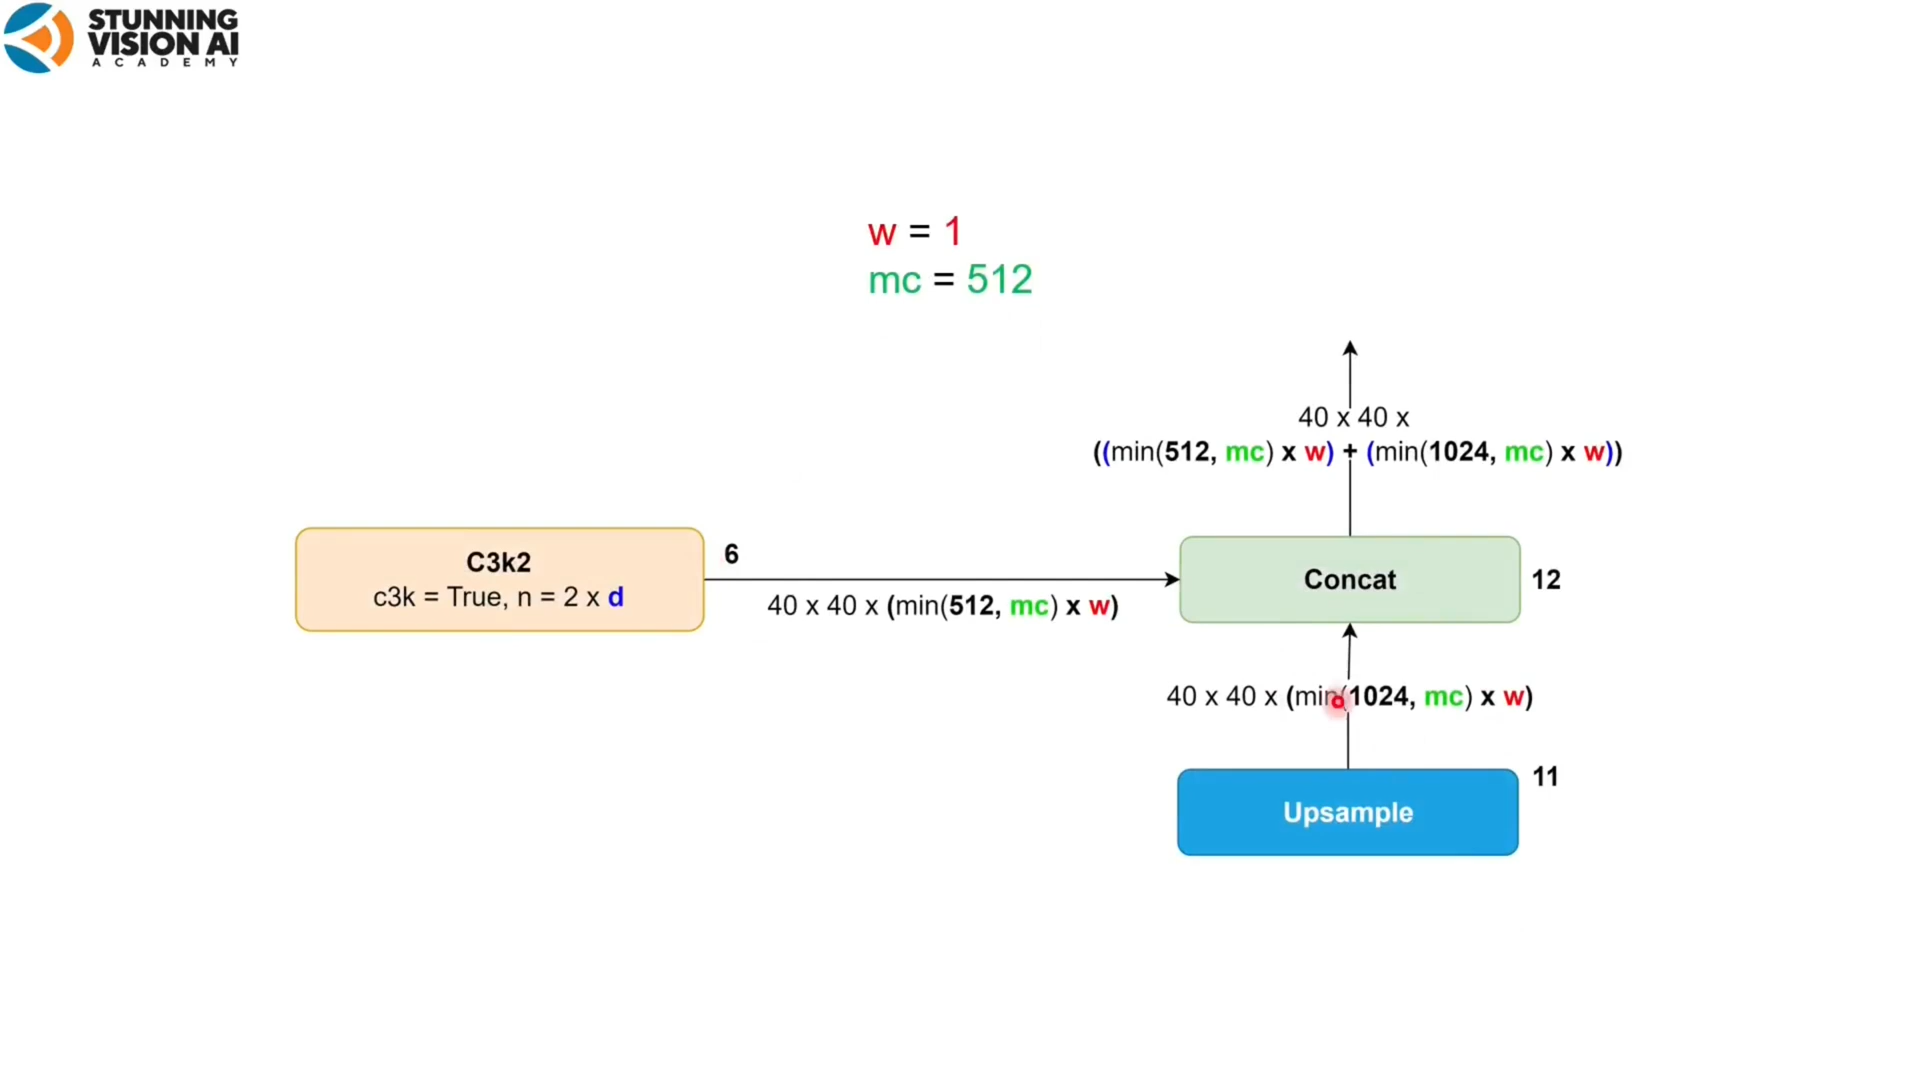 STUNNING
VISION AI
ACADEMY
w = 1
mc = 512
40 x 40 x
((min(512, mc) x w) + (min(1024, mc) x w))
C3k2
c3k = True, n = 2 x d
6
40 x 40 x (min(512, mc) x w)
Concat
12
40 x 40 x (min(1024, mc) x w)
11
Upsample